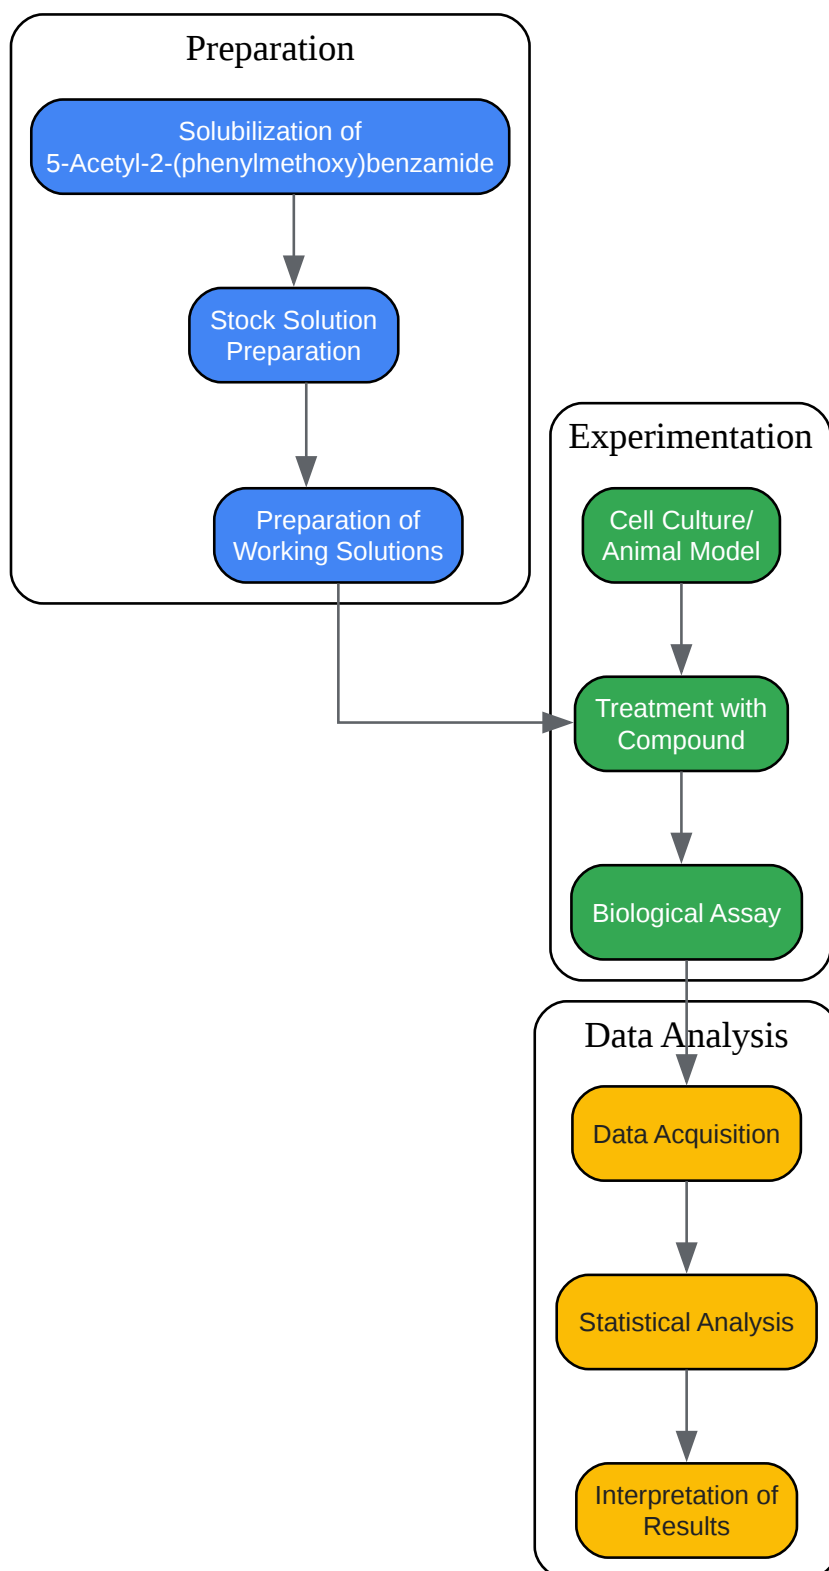 Preparation
Solubilization of
5-Acetyl-2-(phenylmethoxy)benzamide
Stock Solution
Preparation
Preparation of
Working Solutions
Experimentation
Cell Culture/
Animal Model
Treatment with
Compound
Biological Assay
Data Analysis
Data Acquisition
Statistical Analysis
Interpretation of
Results